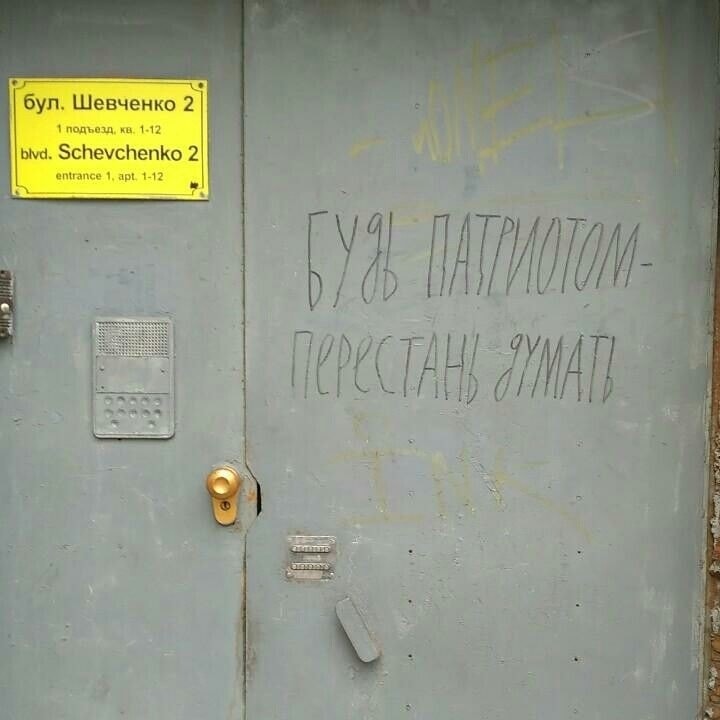 бул. Шевченко 2
1 подъезд, кв. 1-12
blvd. Schevchenko 2
entrance 1, apt. 1-12
БУДЬ ПАТРИОТОМ-
ПЕРЕСТАНЬ ДУМАТЬ